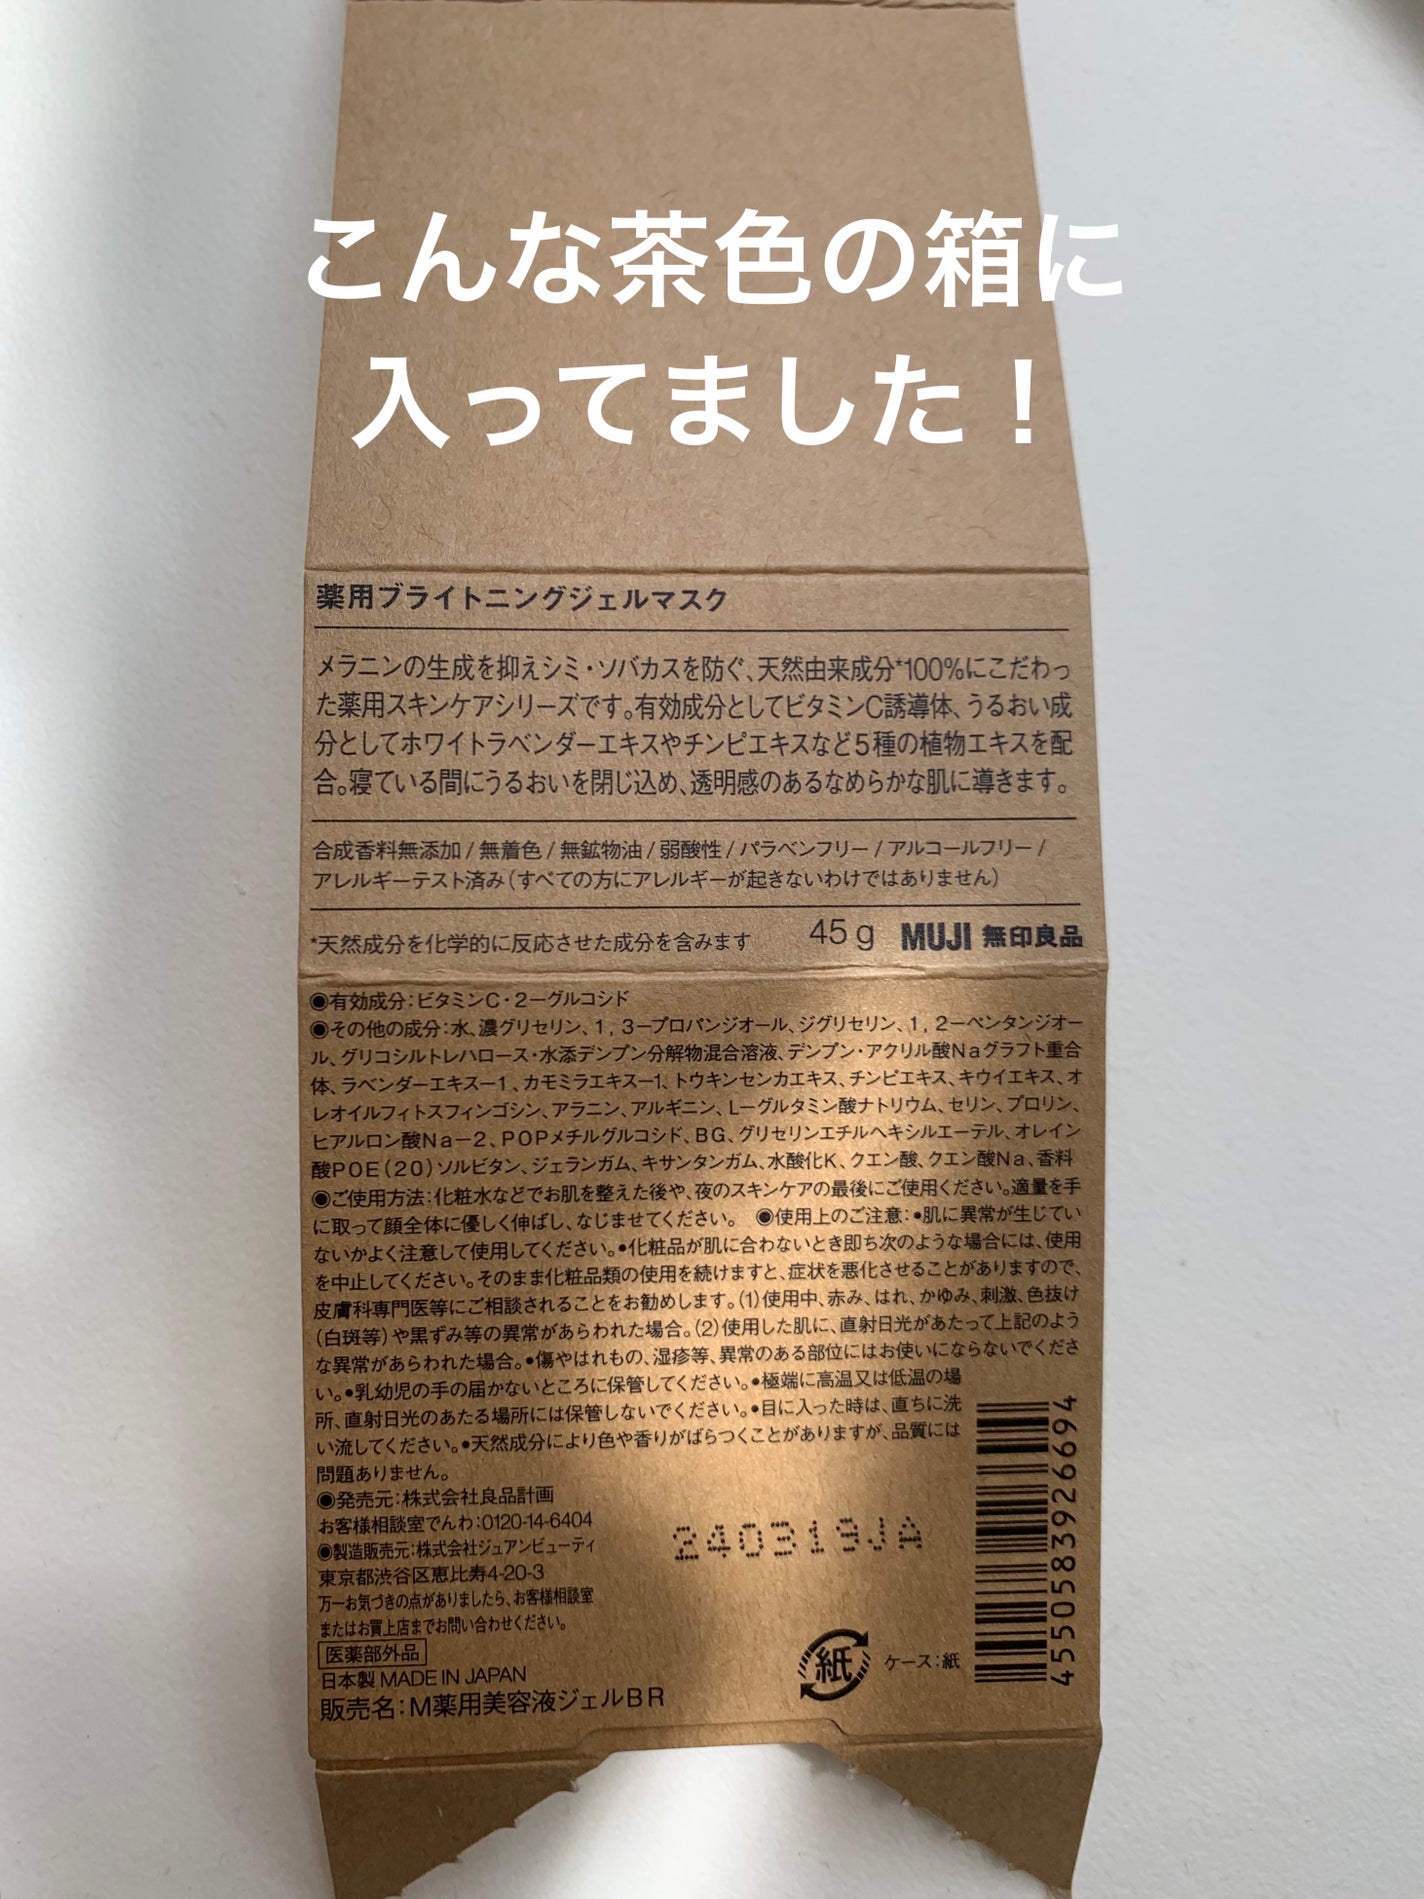 こんな茶色の箱に
入ってました！
薬用ブライトニングジェルマスク
メラニンの生成を抑えシミ・ソバカスを防ぐ、天然由来成分*100%にこだわっ
た薬用スキンケアシリーズです。有効成分としてビタミンC誘導体、うるおい成
分としてホワイトラベンダーエキスやチンピエキスなど5種の植物エキスを配
合。寝ている間にうるおいを閉じ込め、透明感のあるなめらかな肌に導きます。
合成香料無添加 / 無着色 / 無鉱物油 / 弱酸性 / パラベンフリー / アルコールフリー /
アレルギーテスト済み（すべての方にアレルギーが起きないわけではありません）
*天然成分を化学的に反応させた成分を含みます 45g MUJI 無印良品
◉有効成分：ビタミンC・2－グルコシド
◉その他の成分：水、濃グリセリン、1，3－プロパンジオール、ジグリセリン、1，2－ペンタンジオー
ル、グリコシルトレハロース・水添デンプン分解物混合溶液、デンプン・アクリル酸Naグラフト重合
体、ラベンダーエキス－1、カモミラエキス－1、トウキンセンカエキス、チンピエキス、キウイエキス、オ
レオイルフィトスフィンゴシン、アラニン、アルギニン、L－グルタミン酸ナトリウム、セリン、プロリン、
ヒアルロン酸Na－2、POPメチルグルコシド、BG、グリセリンエチルヘキシルエーテル、オレイン
酸POE（20）ソルビタン、ジェランガム、キサンタンガム、水酸化K、クエン酸、クエン酸Na、香料
◉ご使用方法：化粧水などでお肌を整えた後や、夜のスキンケアの最後にご使用ください。適量を手
に取って顔全体に優しく伸ばし、なじませてください。 ◉使用上のご注意：●肌に異常が生じてい
ないかよく注意して使用してください。●化粧品が肌に合わないとき即ち次のような場合には、使用
を中止してください。そのまま化粧品類の使用を続けますと、症状を悪化させることがありますので、
皮膚科専門医等にご相談されることをお勧めします。（1）使用中、赤み、はれ、かゆみ、刺激、色抜け
（白斑等）や黒ずみ等の異常があらわれた場合。（2）使用した肌に、直射日光があたって上記のよう
な異常があらわれた場合。●傷やはれもの、湿疹等、異常のある部位にはお使いにならないでくださ
い。●乳幼児の手の届かないところに保管してください。●極端に高温又は低温の場
所、直射日光のあたる場所には保管しないでください。●目に入った時は、直ちに洗
い流してください。●天然成分により色や香りがばらつくことがありますが、品質には
問題ありません。
◉発売元：株式会社良品計画
お客様相談室でんわ：0120-14-6404
◉製造販売元：株式会社ジュアンビューティ
東京都渋谷区恵比寿4-20-3
万一お気づきの点がありましたら、お客様相談室
またはお買上店までお問い合わせください。
医薬部外品
日本製 MADE IN JAPAN
販売名：M薬用美容液ジェルBR
240319JA
紙 ケース：紙
4550583926694